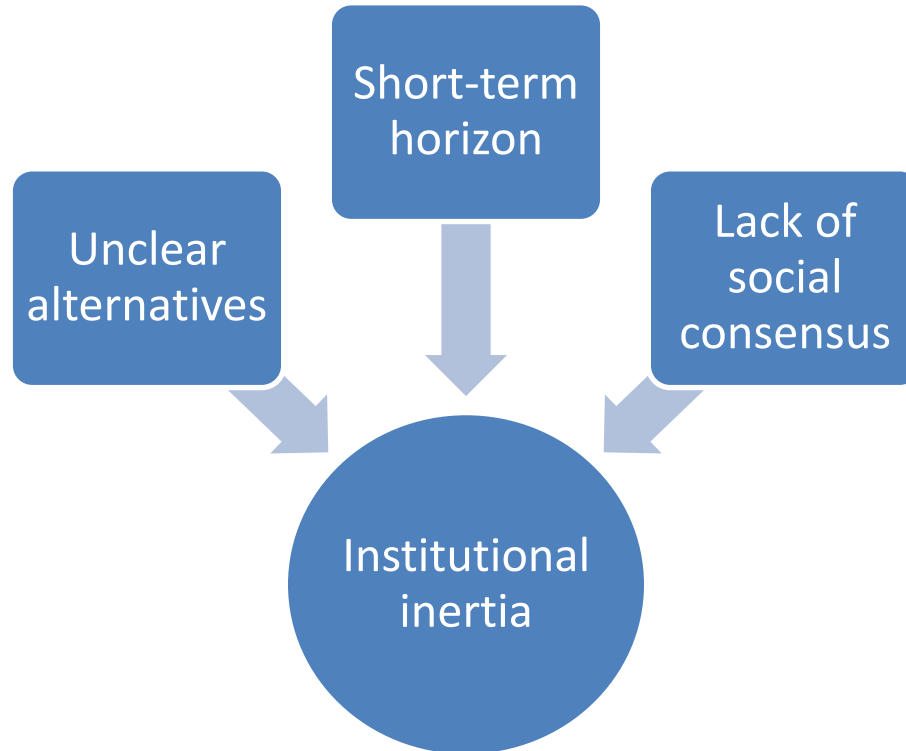 Short-term
horizon
Unclear
alternatives
Lack of
social
consensus
Institutional
inertia